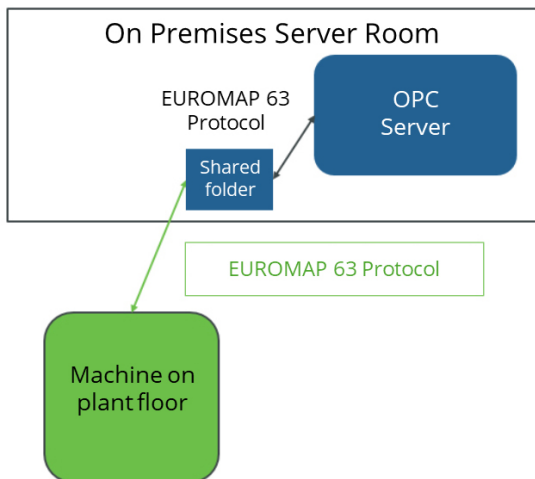 On Premises Server Room
EUROMAP 63
Protocol
OPC
Server
Shared
folder
EUROMAP 63 Protocol
Machine on
plant floor